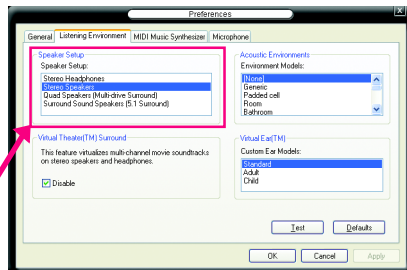 Preferences
X
General
Listening Environment
MIDI Music Synthesizer
Microphone
Speaker Setup
Speaker Setup:
Stereo Headphones
Stereo Speakers
Quad Speakers (Multi-drive Surround)
Surround Sound Speakers (5.1 Surround)
Acoustic Environments
Environment Models:
(None)
Generic
Padded cell
Room
Bathroom
Virtual Theater(TM) Surround
This feature virtualizes multi-channel movie soundtracks
on stereo speakers and headphones.
Disable
Virtual Ear(TM)
Custom Ear Models:
Standard
Adult
Child
Test
Defaults
OK
Cancel
Apply